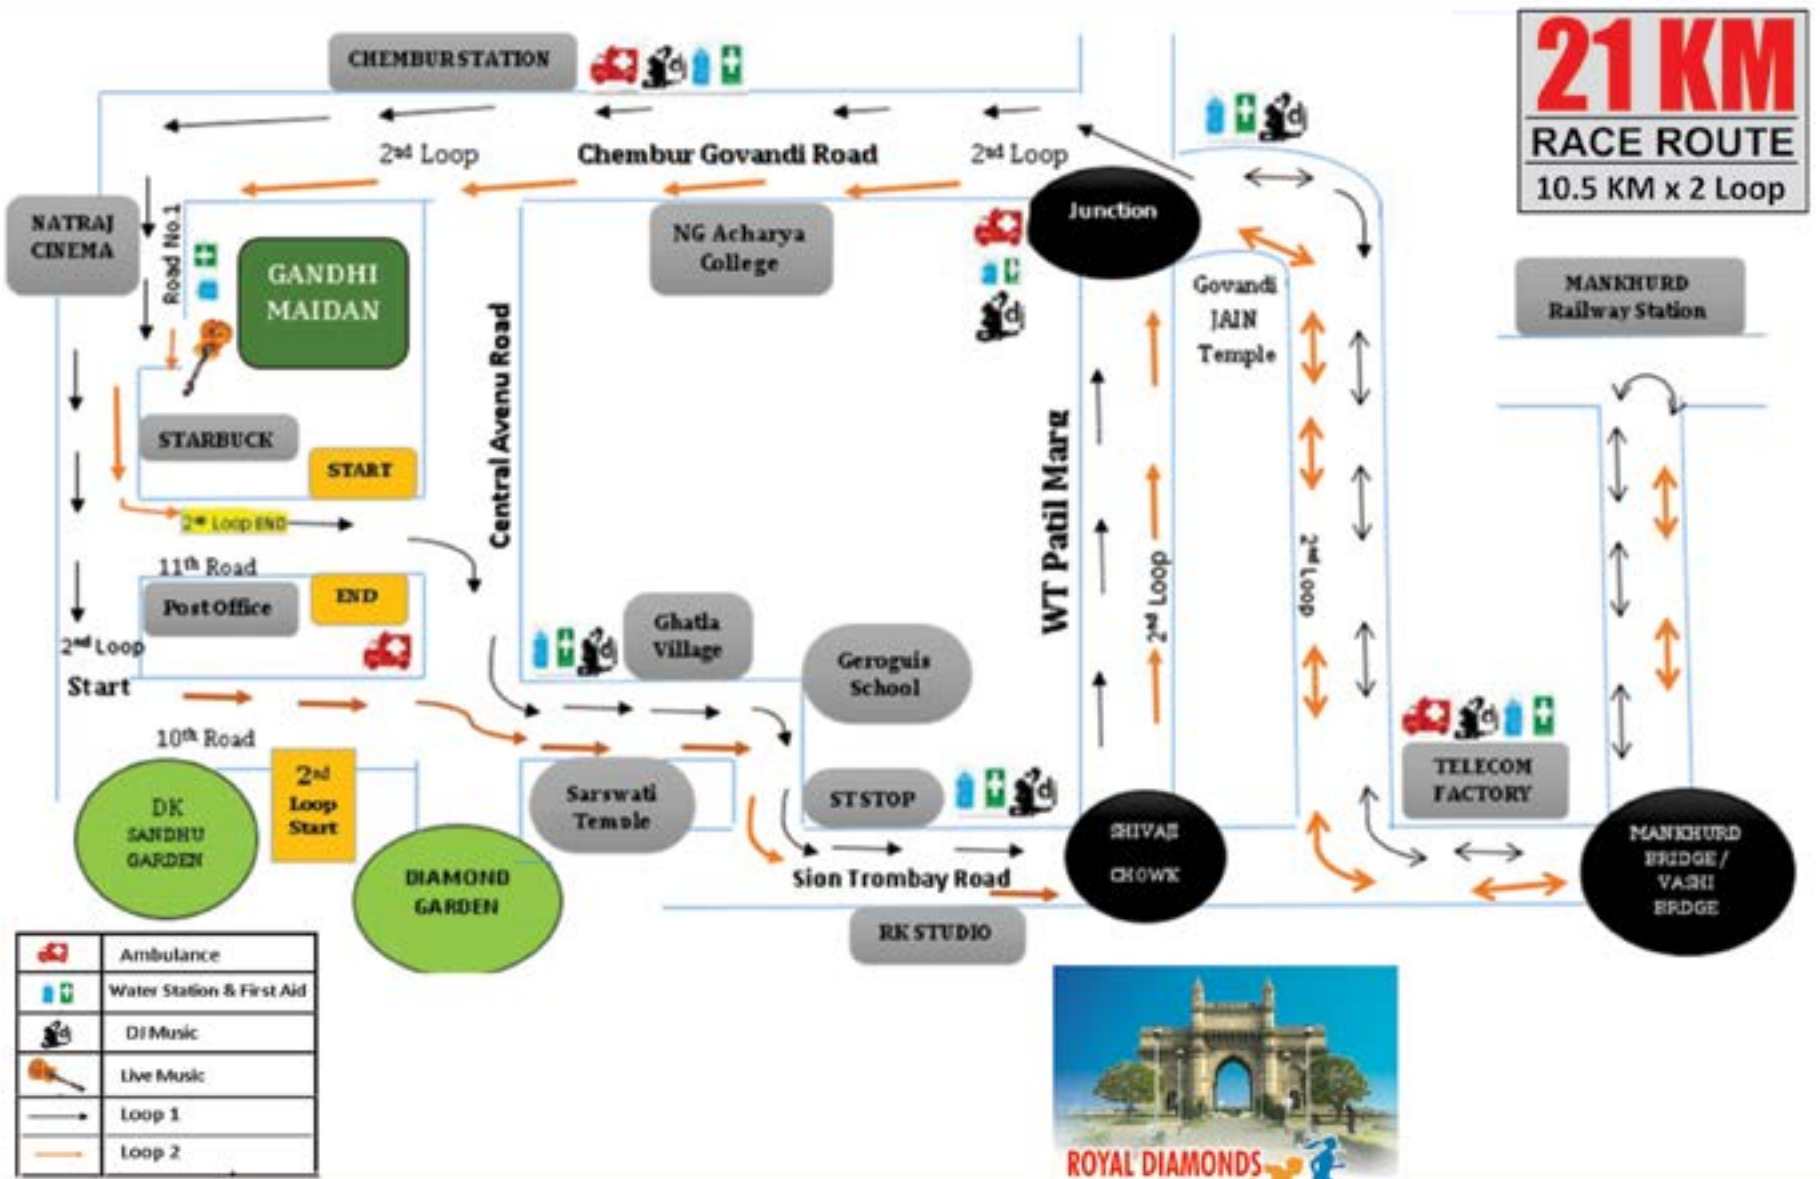 21 KM
RACE ROUTE
10.5 KM x 2 Loop
CHEMBUR STATION
2nd Loop
Chembur Govandi Road
2nd Loop
Junction
NATRAJ
CINEMA
Road No.1
GANDHI
MAIDAN
NG Acharya
College
Govandi
JAIN
Temple
MANKHURD
Railway Station
Central Avenu Road
WT Patil Marg
2nd Loop
2nd Loop
STARBUCK
START
2nd Loop END
11th Road
Post Office
END
2nd Loop
Start
10th Road
Ghatla
Village
Geroguis
School
2nd
Loop
Start
DK
SANDHU
GARDEN
DIAMOND
GARDEN
Sarswati
Temple
ST STOP
Sion Trombay Road
RK STUDIO
SHIVAJI
CHOWK
TELECOM
FACTORY
MANKHURD
BRIDGE /
VASHI
BRDGE
Ambulance
Water Station & First Aid
DJ Music
Live Music
Loop 1
Loop 2
ROYAL DIAMONDS